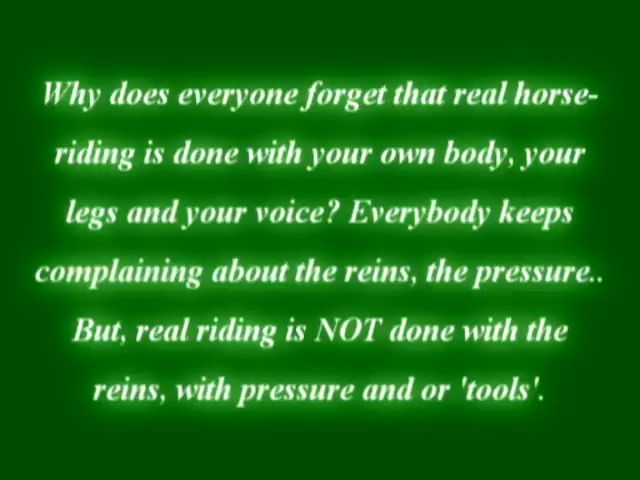 Why does everyone forget that real horse-
riding is done with your own body, your
legs and your voice? Everybody keeps
complaining about the reins, the pressure..
But, real riding is NOT done with the
reins, with pressure and or 'tools'.